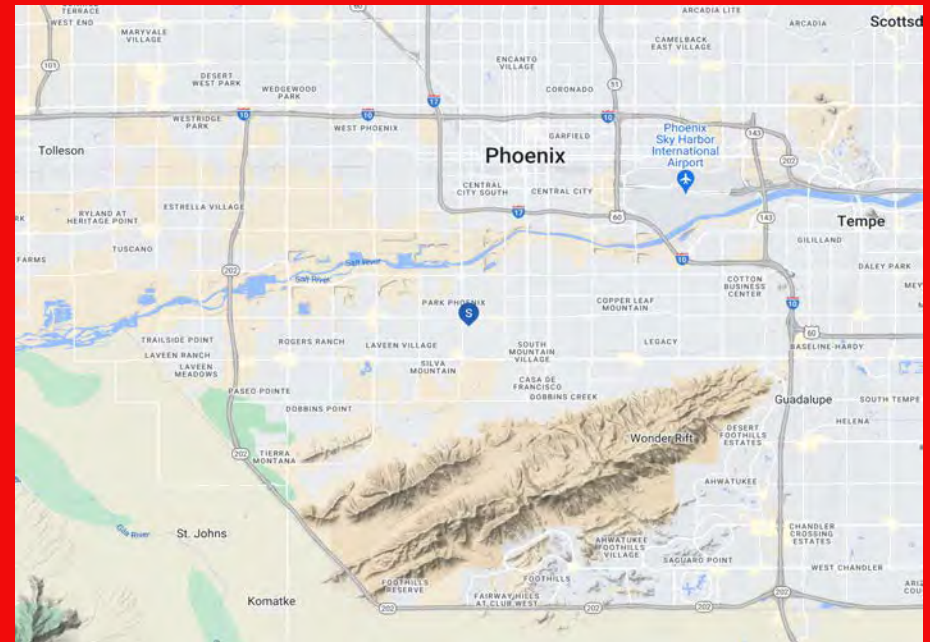 TERRACE
WEST END
MARYVALE
VILLAGE
60
ARCADIA LITE
ARCADIA
Scottsd
CAMELBACK
EAST VILLAGE
ENCANTO
VILLAGE
101
DESERT
WEST PARK
WEDGEWOOD
PARK
CORONADO
51
17
10
10
10
WESTRIDGE
PARK
WEST PHOENIX
GARFIELD
143
Tolleson
Phoenix
Phoenix
Sky Harbor
International
Airport
202
CENTRAL
CITY SOUTH
CENTRAL CITY
RK
RYLAND AT
HERITAGE POINT
ESTRELLA VILLAGE
17
60
143
Tempe
TUSCANO
GILILLAND
FARMS
202
Salt River
Salt River
10
DALEY PARK
COTTON
BUSINESS
CENTER
MEY
PARK PHOENIX
S
COPPER LEAF
MOUNTAIN
10
60
TRAILSIDE POINT
ROGERS RANCH
LAVEEN VILLAGE
SOUTH
MOUNTAIN
VILLAGE
LEGACY
BASELINE-HARDY
LAVEEN RANCH
LAVEEN
MEADOWS
SILVA
MOUNTAIN
CASA DE
FRANCISCO
PASEO POINTE
DOBBINS CREEK
Guadalupe
SOUTH TEMPE
DOBBINS POINT
HELENA
DESERT
FOOTHILLS
ESTATES
Wonder Rift
202
TIERRA
MONTANA
AHWATUKEE
Gila River
St. Johns
CHANDLER
CROSSING
ESTATES
AHWATUKEE
FOOTHILLS
VILLAGE
SAGUARO POINT
WEST CHANDLER
FOOTHILLS
RESERVE
FOOTHILLS
ARIZ
COU
Komatke
FAIRWAY HILLS
AT CLUB WEST
202
202
202
202